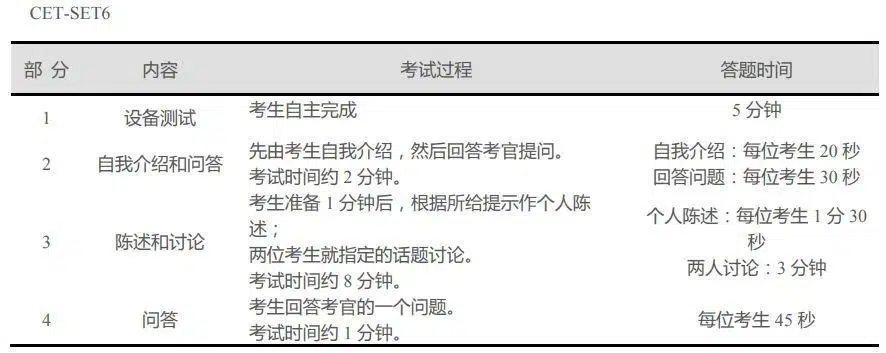 CET-SET6
部 分 内容 考试过程 答题时间
1 设备测试 考生自主完成 5 分钟
2 自我介绍和问答 先由考生自我介绍，然后回答考官提问。 自我介绍：每位考生 20 秒
考试时间约 2 分钟。 回答问题：每位考生 30 秒
3 陈述和讨论 考生准备 1 分钟后，根据所给提示作个人陈
述； 个人陈述：每位考生 1 分 30
秒
两位考生就指定的话题讨论。 两人讨论：3 分钟
考试时间约 8 分钟。
4 问答 考生回答考官的一个问题。 每位考生 45 秒
考试时间约 1 分钟。